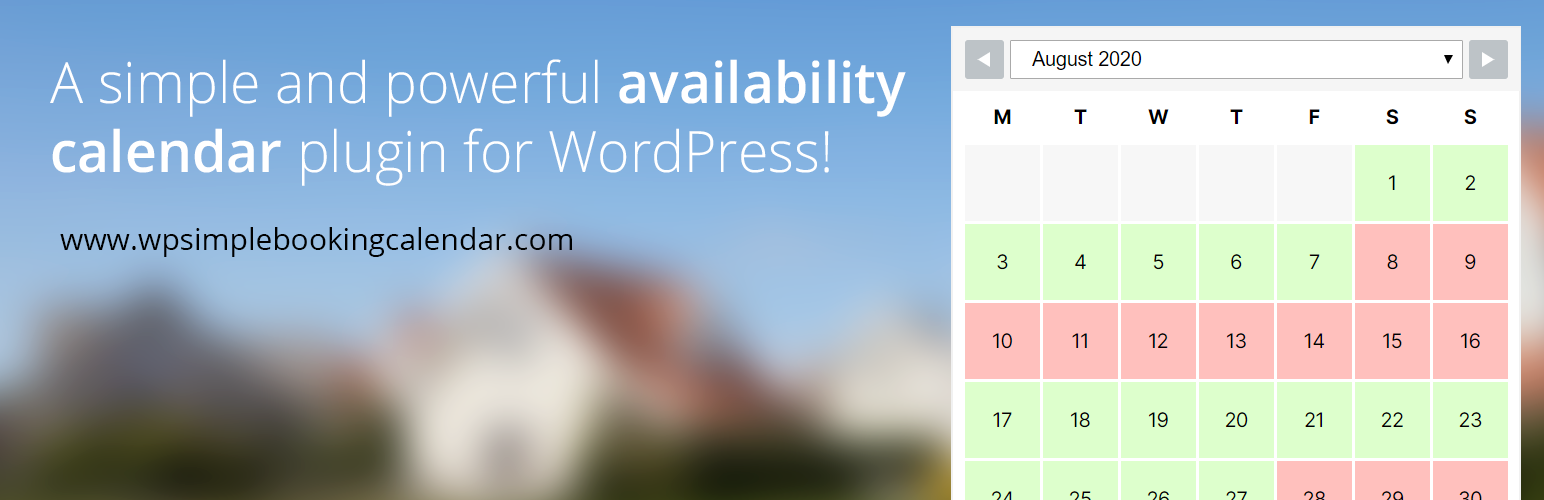 A simple and powerful availability
calendar plugin for WordPress!
www.wpsimplebookingcalendar.com
August 2020
M T W T F S S
1 2
3 4 5 6 7 8 9
10 11 12 13 14 15 16
17 18 19 20 21 22 23
24 25 26 27 28 29 30